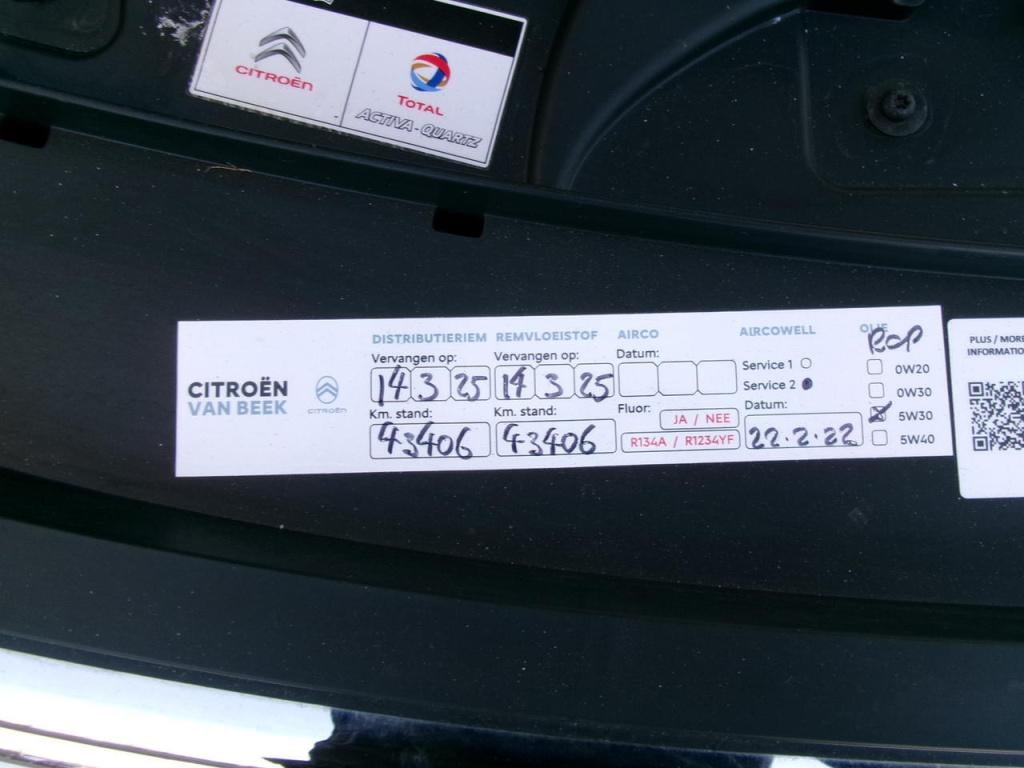 CITROËN
TOTAL
ACTIVA-QUARTZ
CITROËN
VAN BEEK
CITROËN
DISTRIBUTIERIEM
Vervangen op:
14 3 25
Km. stand:
43406
REMVLOEISTOF
Vervangen op:
14 3 25
Km. stand:
43406
AIRCO
Datum:
Fluor:
JA / NEE
R134A / R1234YF
AIRCOWELL
Service 1
Service 2
Datum:
22.2.22
OLIE
0W20
0W30
5W30
5W40
PLUS / MORE